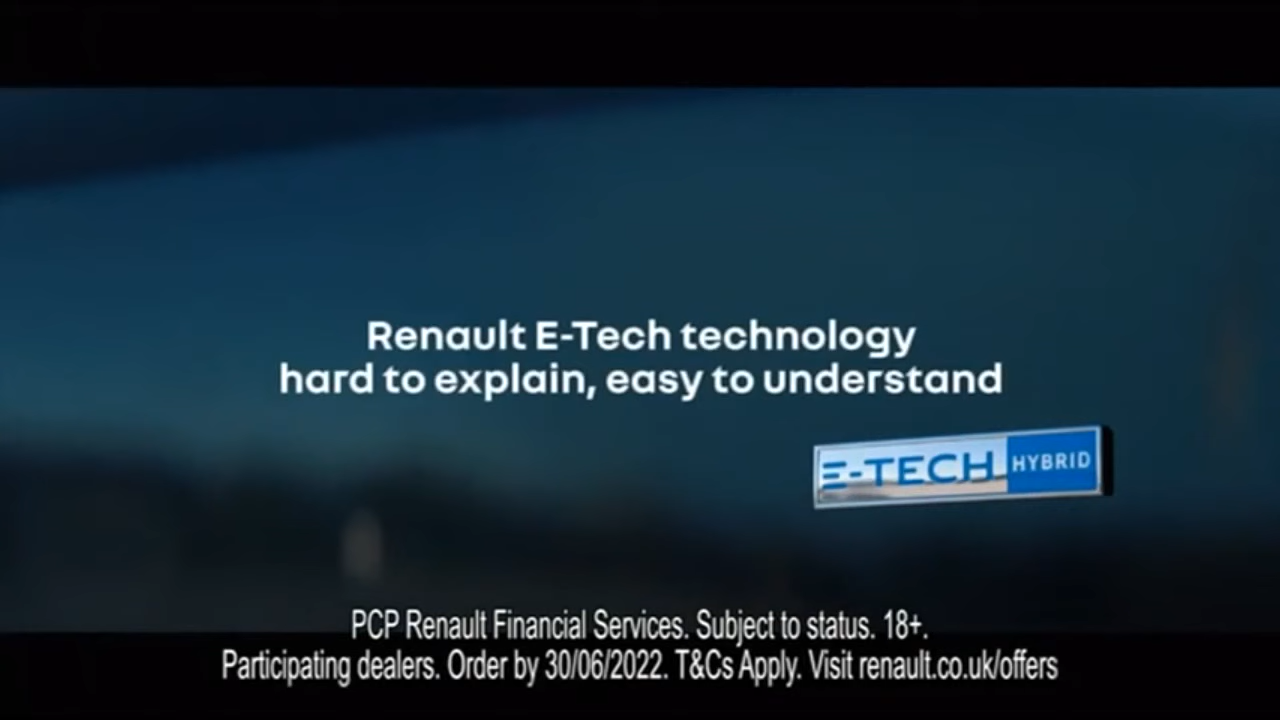 Renault E-Tech technology
hard to explain, easy to understand
E-TECH HYBRID
PCP Renault Financial Services. Subject to status. 18+.
Participating dealers. Order by 30/06/2022. T&Cs Apply. Visit renault.co.uk/offers